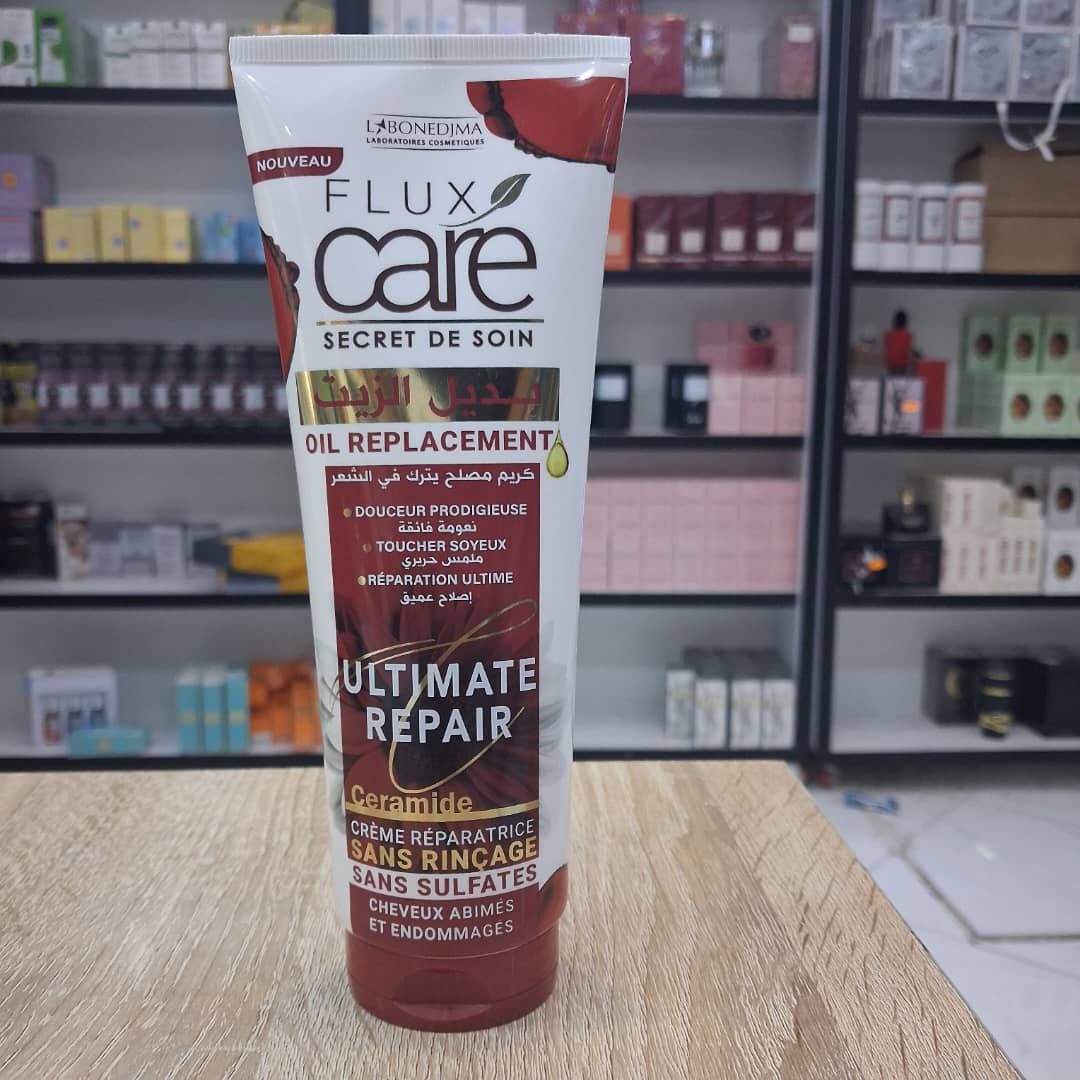 LABONEDJMA
LABORATOIRES COSMETIQUES
NOUVEAU
FLUX
care
SECRET DE SOIN
بديل الزيت
OIL REPLACEMENT
كريم مصلح يترك في الشعر
DOUCEUR PRODIGIEUSE
نعومة فائقة
TOUCHER SOYEUX
ملمس حريري
RÉPARATION ULTIME
إصلاح عميق
ULTIMATE
REPAIR
Ceramide
CRÈME RÉPARATRICE
SANS RINÇAGE
SANS SULFATES
CHEVEUX ABIMÉS
ET ENDOMMAGÉS